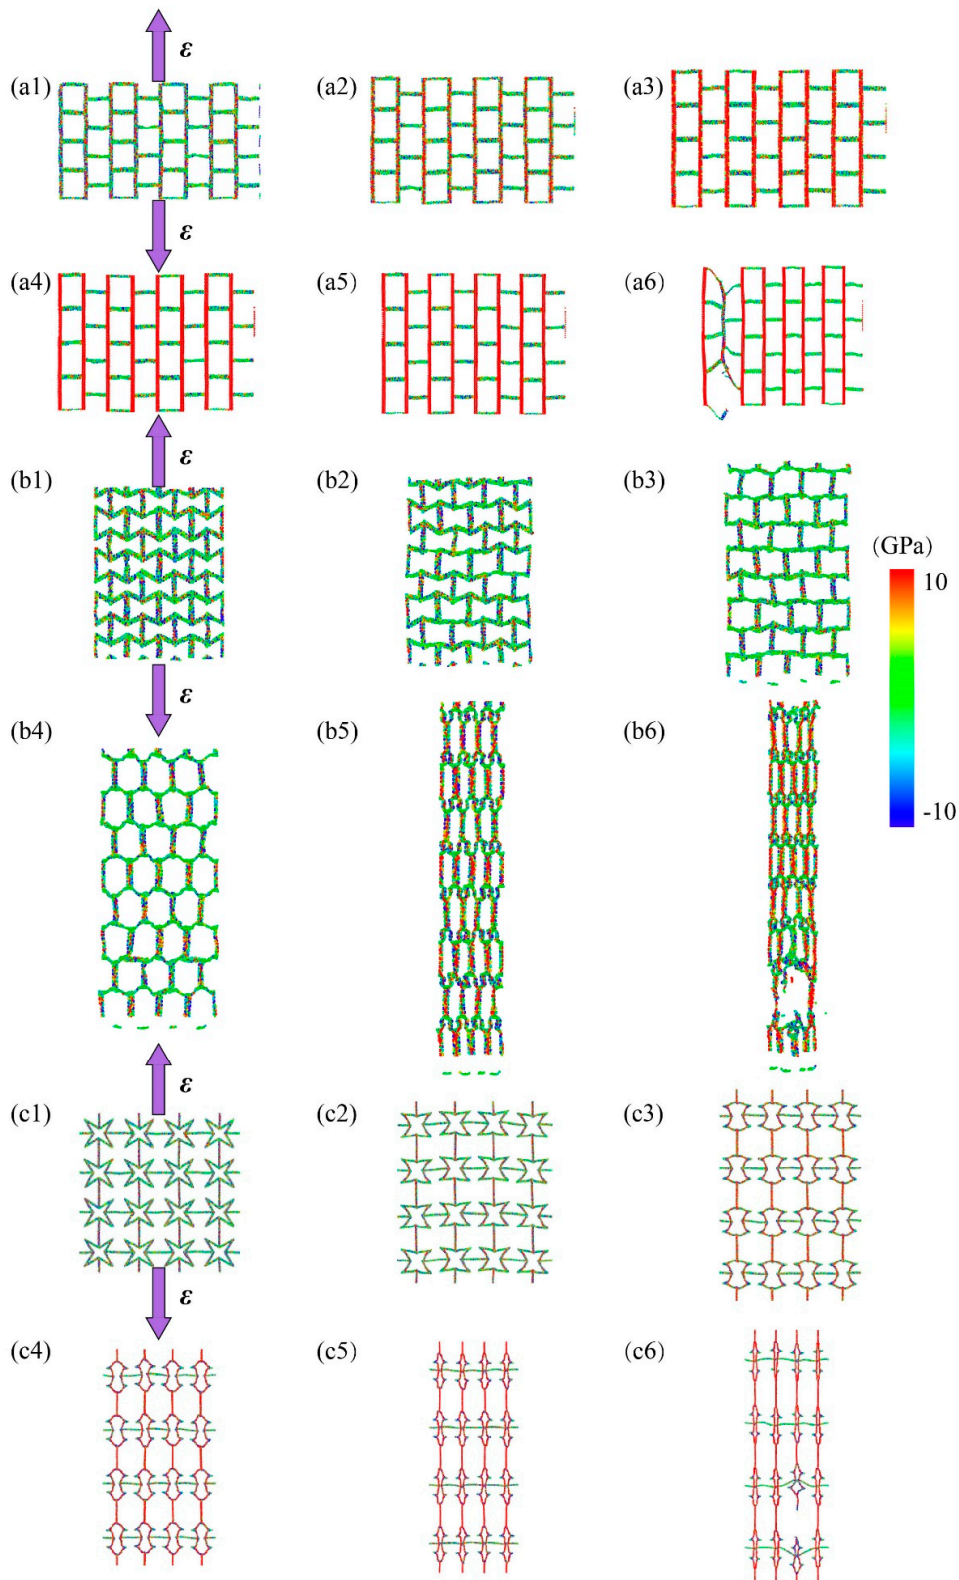 ε
(a1) (a2) (a3)
ε
(a4) (a5) (a6)
ε
(b1) (b2) (b3)
(GPa)
10
ε
(b4) (b5) (b6)
-10
ε
(c1) (c2) (c3)
ε
(c4) (c5) (c6)